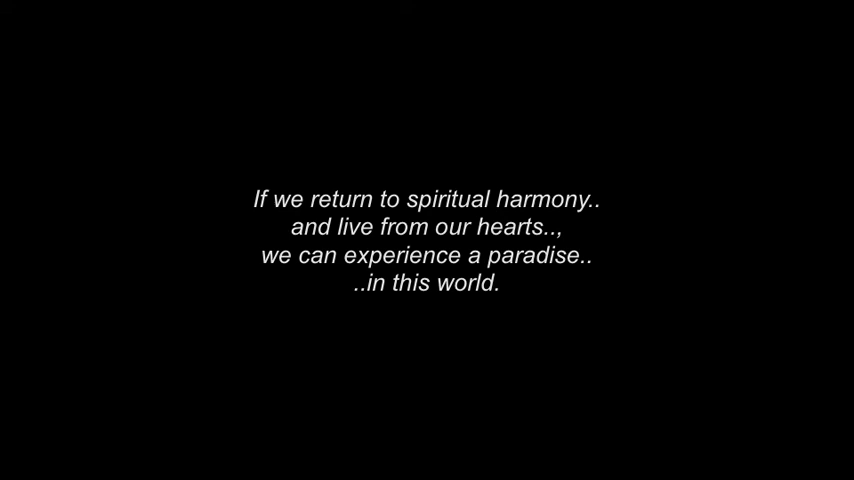 If we return to spiritual harmony..
and live from our hearts..,
we can experience a paradise..
..in this world.